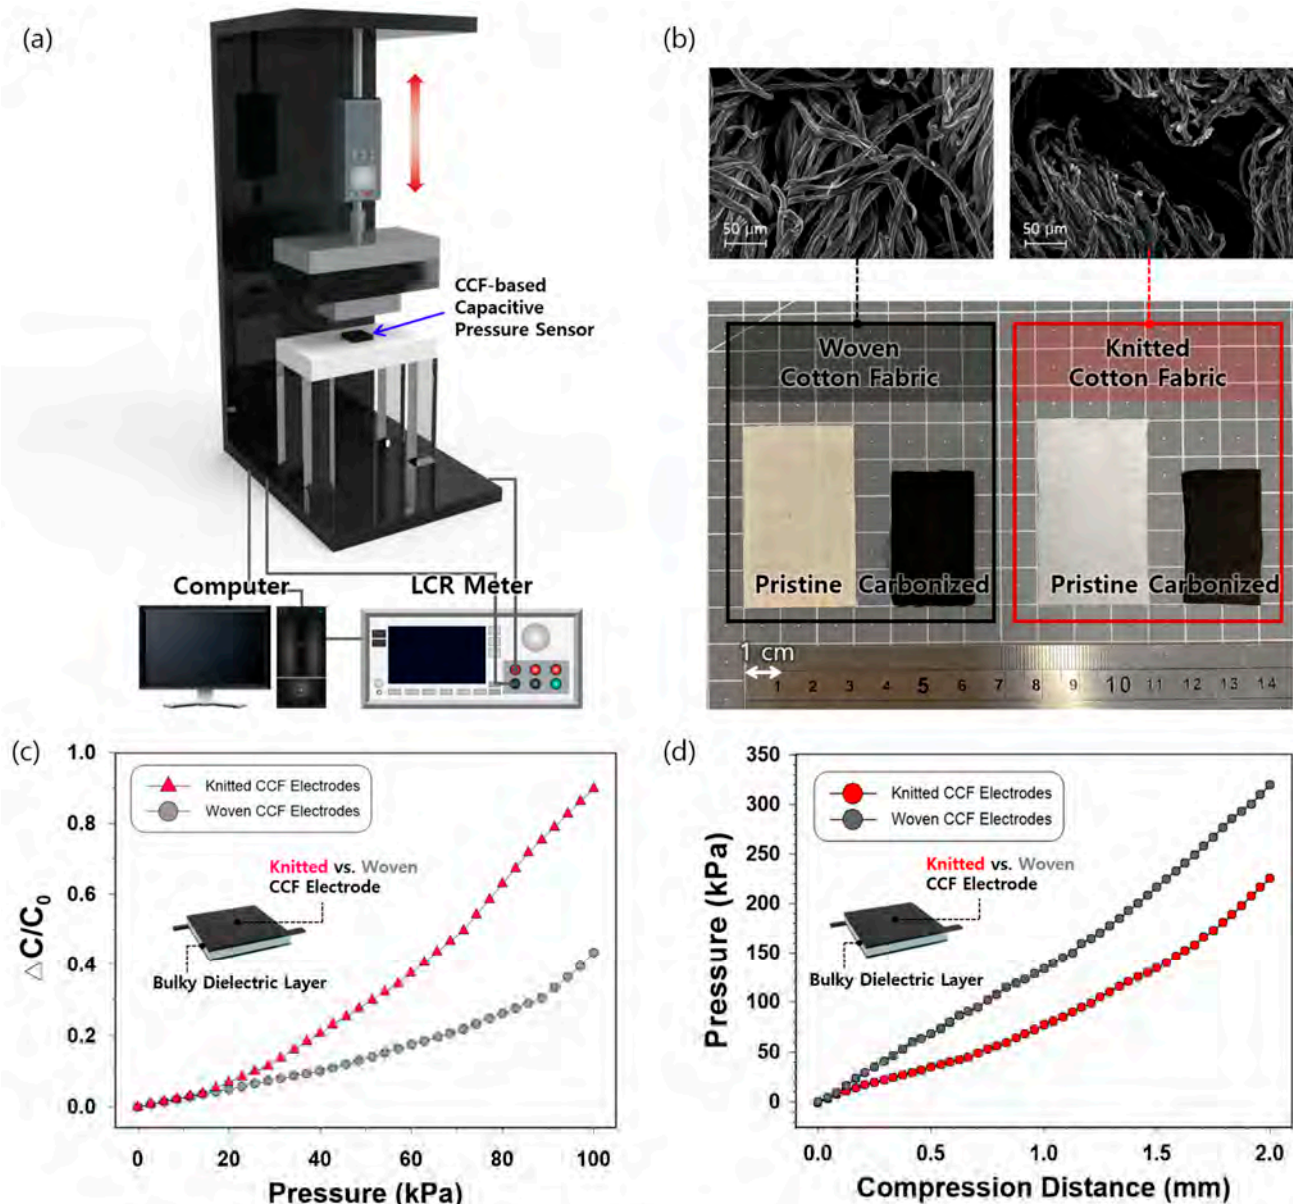 (a)
CCF-based
Capacitive
Pressure Sensor
Computer
LCR Meter
(b)
50 μm
50 μm
Woven
Cotton Fabric
Knitted
Cotton Fabric
Pristine
Carbonized
Pristine
Carbonized
1 cm
1 2 3 4 5 6 7 8 9 10 11 12 13 14
(c)
1.0
0.8
0.6
0.4
0.2
0.0
△C/C0
Knitted CCF Electrodes
Woven CCF Electrodes
Knitted vs. Woven
CCF Electrode
Bulky Dielectric Layer
0 20 40 60 80 100
Pressure (kPa)
(d)
350
300
250
200
150
100
50
0
Pressure (kPa)
Knitted CCF Electrodes
Woven CCF Electrodes
Knitted vs. Woven
CCF Electrode
Bulky Dielectric Layer
0.0 0.5 1.0 1.5 2.0
Compression Distance (mm)